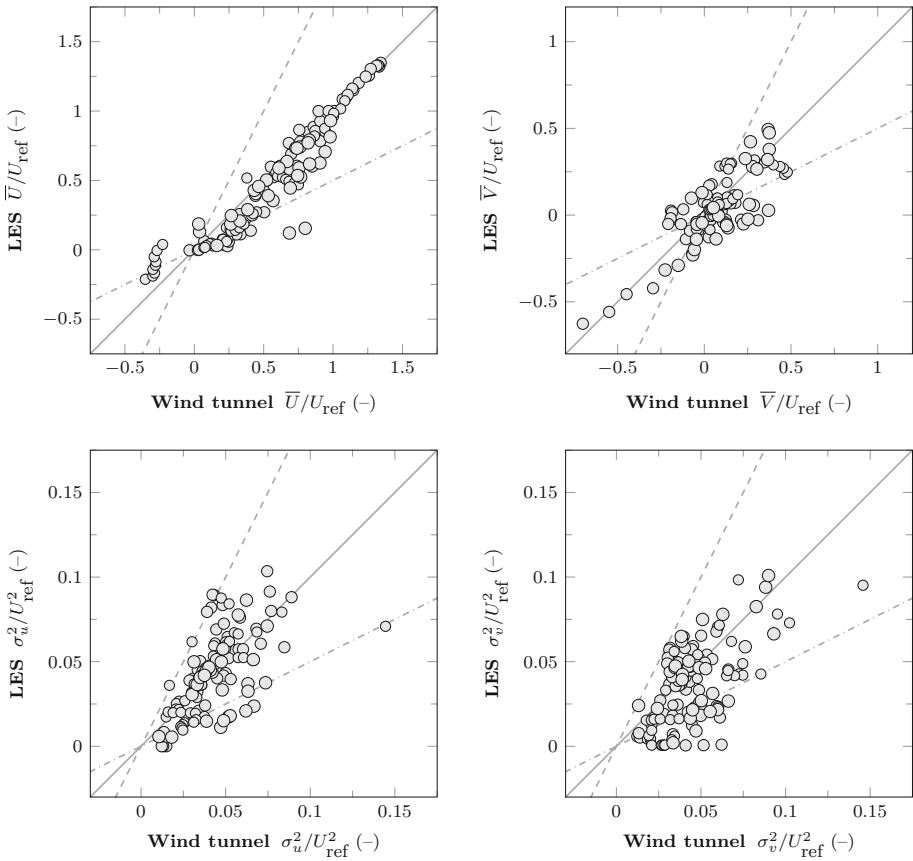 1.5
1
0.5
0
−0.5
LES U̅/U_ref (–)
−0.5 0 0.5 1 1.5
Wind tunnel U̅/U_ref (–)
1
0.5
0
−0.5
LES V̅/U_ref (–)
−0.5 0 0.5 1
Wind tunnel V̅/U_ref (–)
0.15
0.1
0.05
0
LES σ_u^2/U_ref^2 (–)
0 0.05 0.1 0.15
Wind tunnel σ_u^2/U_ref^2 (–)
0.15
0.1
0.05
0
LES σ_v^2/U_ref^2 (–)
0 0.05 0.1 0.15
Wind tunnel σ_v^2/U_ref^2 (–)